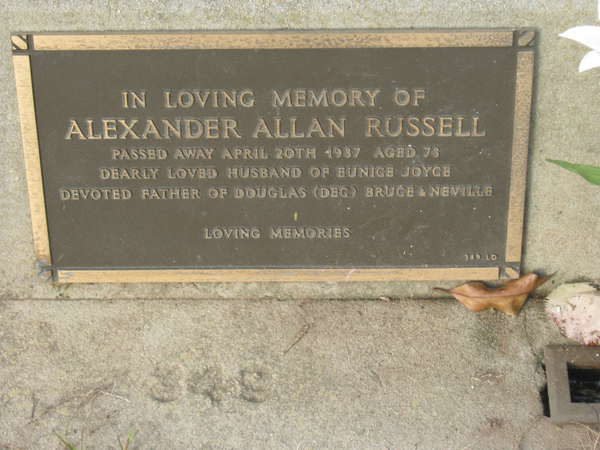 IN LOVING MEMORY OF
ALEXANDER ALLAN RUSSELL
PASSED AWAY APRIL 20TH 1987 AGED 78
DEARLY LOVED HUSBAND OF EUNICE JOYCE
DEVOTED FATHER OF DOUGLAS (DEC) BRUCE & NEVILLE
LOVING MEMORIES
349 LD
349